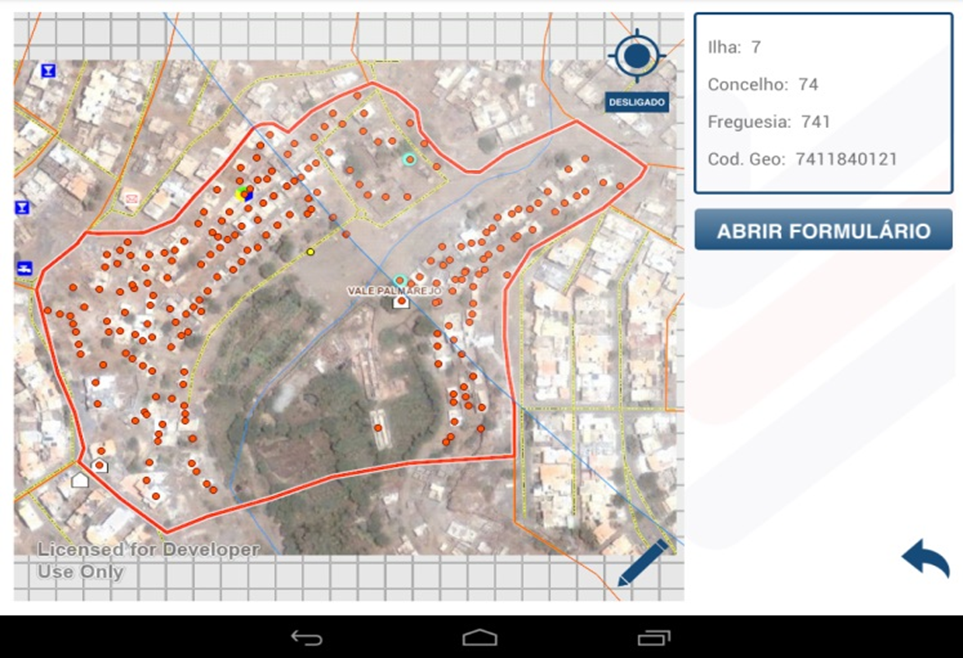 DESLIGADO
VALE PALMAREJO
Licensed for Developer
Use Only
Ilha: 7
Concelho: 74
Freguesia: 741
Cod. Geo: 7411840121
ABRIR FORMULÁRIO